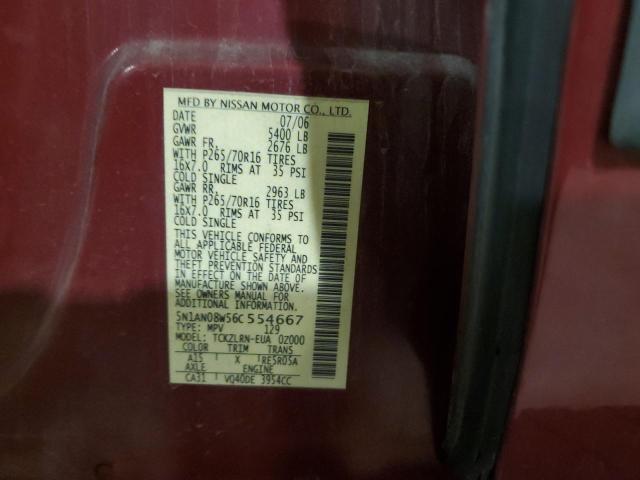 MFD BY NISSAN MOTOR CO., LTD.
DATE 07/06
GVWR 5400 LB
GAWR FR. 2676 LB
WITH P265/70R16 TIRES
16X7.0 RIMS AT 35 PSI
COLD SINGLE
GAWR RR. 2963 LB
WITH P265/70R16 TIRES
16X7.0 RIMS AT 35 PSI
COLD SINGLE
THIS VEHICLE CONFORMS TO
ALL APPLICABLE FEDERAL
MOTOR VEHICLE SAFETY AND
THEFT PREVENTION STANDARDS
IN EFFECT ON THE DATE OF
MANUFACTURE SHOWN ABOVE.
SEE OWNERS MANUAL FOR
ADDITIONAL INFORMATION.
5N1AN08W56C554667
TYPE: MPV 129
MODEL: TCKZLRN-EUA 0Z000
COLOR TRIM TRANS
A15 X RE5R05A
AXLE ENGINE
CA31 VQ40DE 3954CC